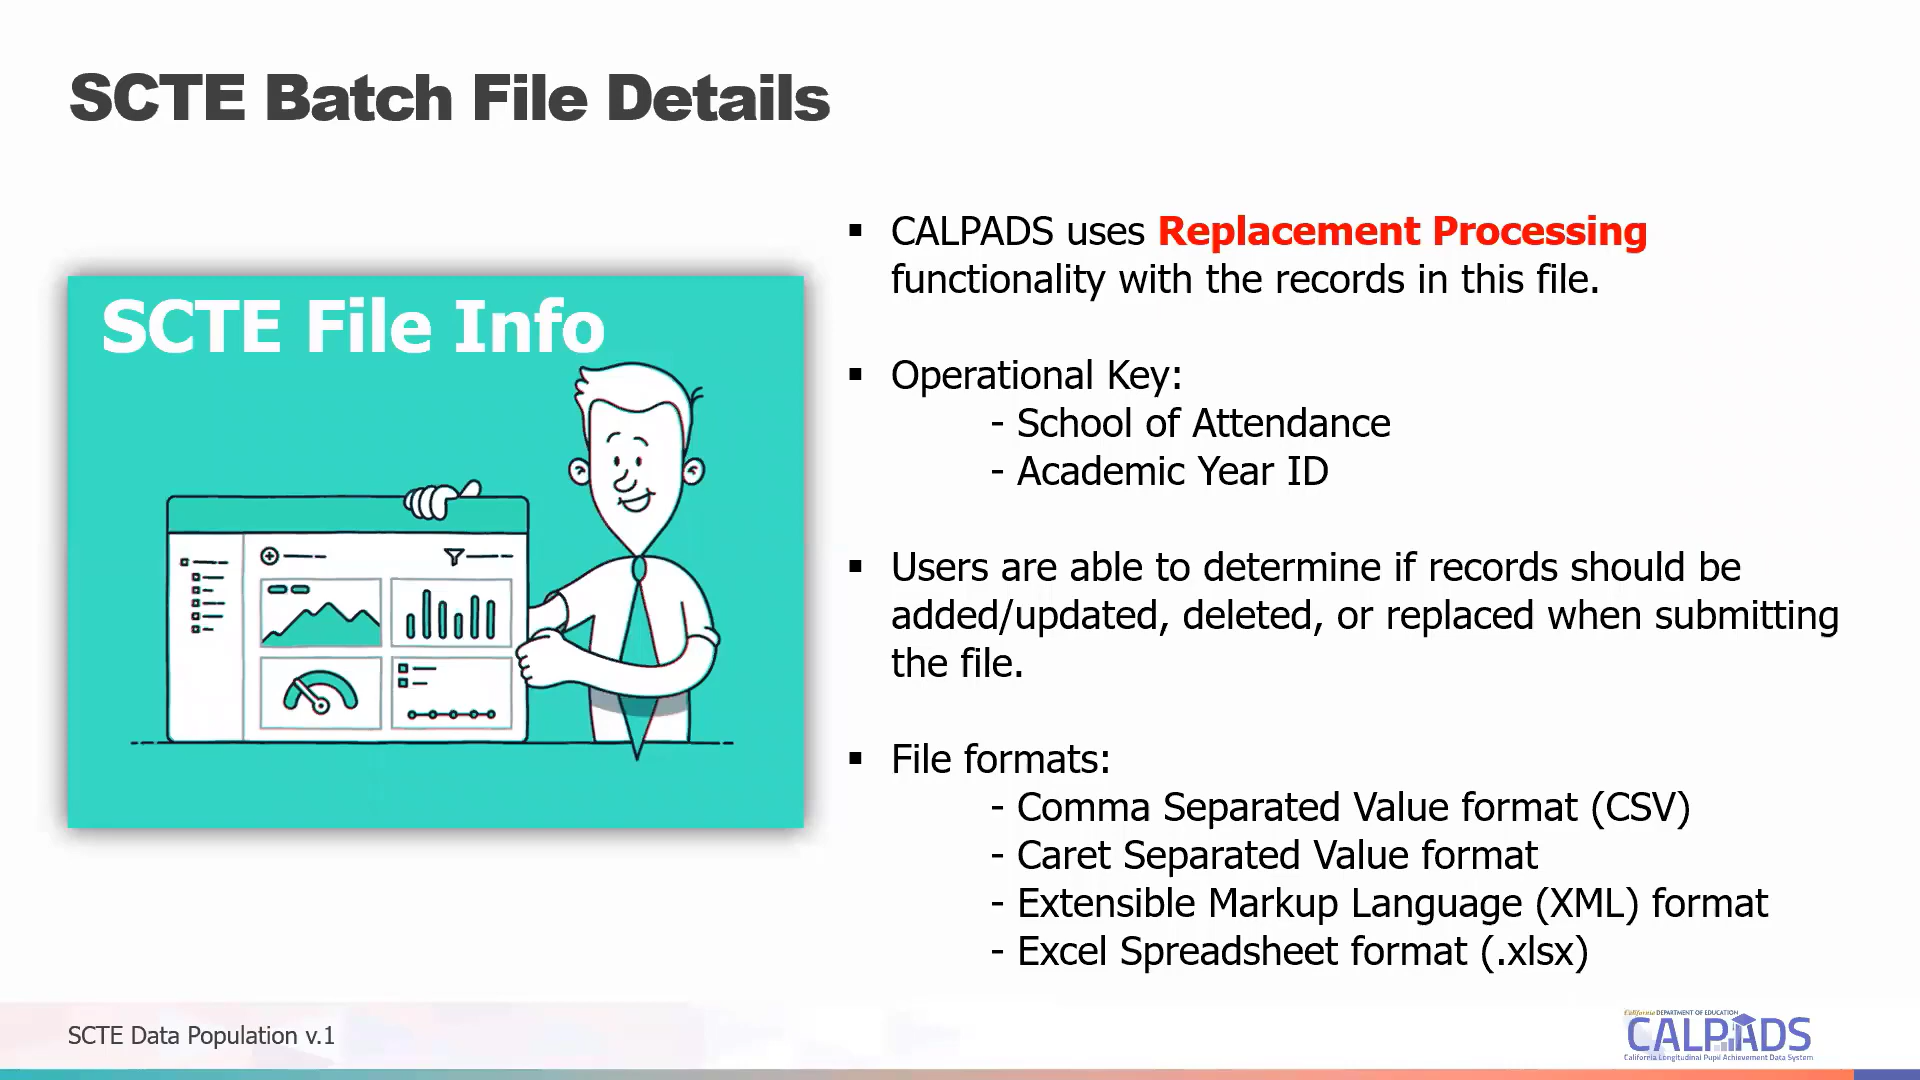 SCTE Batch File Details
SCTE File Info
▪ CALPADS uses Replacement Processing
functionality with the records in this file.
▪ Operational Key:
- School of Attendance
- Academic Year ID
▪ Users are able to determine if records should be
added/updated, deleted, or replaced when submitting
the file.
▪ File formats:
- Comma Separated Value format (CSV)
- Caret Separated Value format
- Extensible Markup Language (XML) format
- Excel Spreadsheet format (.xlsx)
SCTE Data Population v.1
California DEPARTMENT OF EDUCATION
CALPADS
California Longitudinal Pupil Achievement Data System